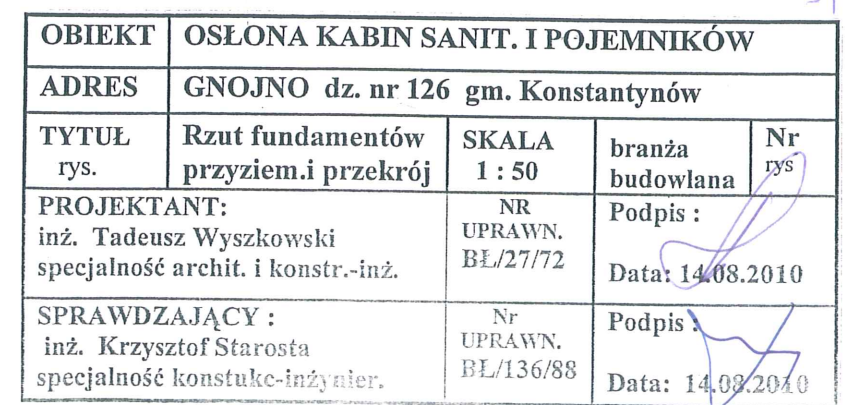 OBIEKT OSŁONA KABIN SANIT. I POJEMNIKÓW
ADRES GNOJNO dz. nr 126 gm. Konstantynów
TYTUŁ Rzut fundamentów SKALA branża Nr
rys. przyziem.i przekrój 1 : 50 budowlana rys
PROJEKTANT: NR Podpis :
inż. Tadeusz Wyszkowski UPRAWN.
specjalność archit. i konstr.-inż. BŁ/27/72 Data: 14.08.2010
SPRAWDZAJĄCY : Nr Podpis :
inż. Krzysztof Starosta UPRAWN.
specjalność konstukc-inżynier. BŁ/136/88 Data: 14.08.2010